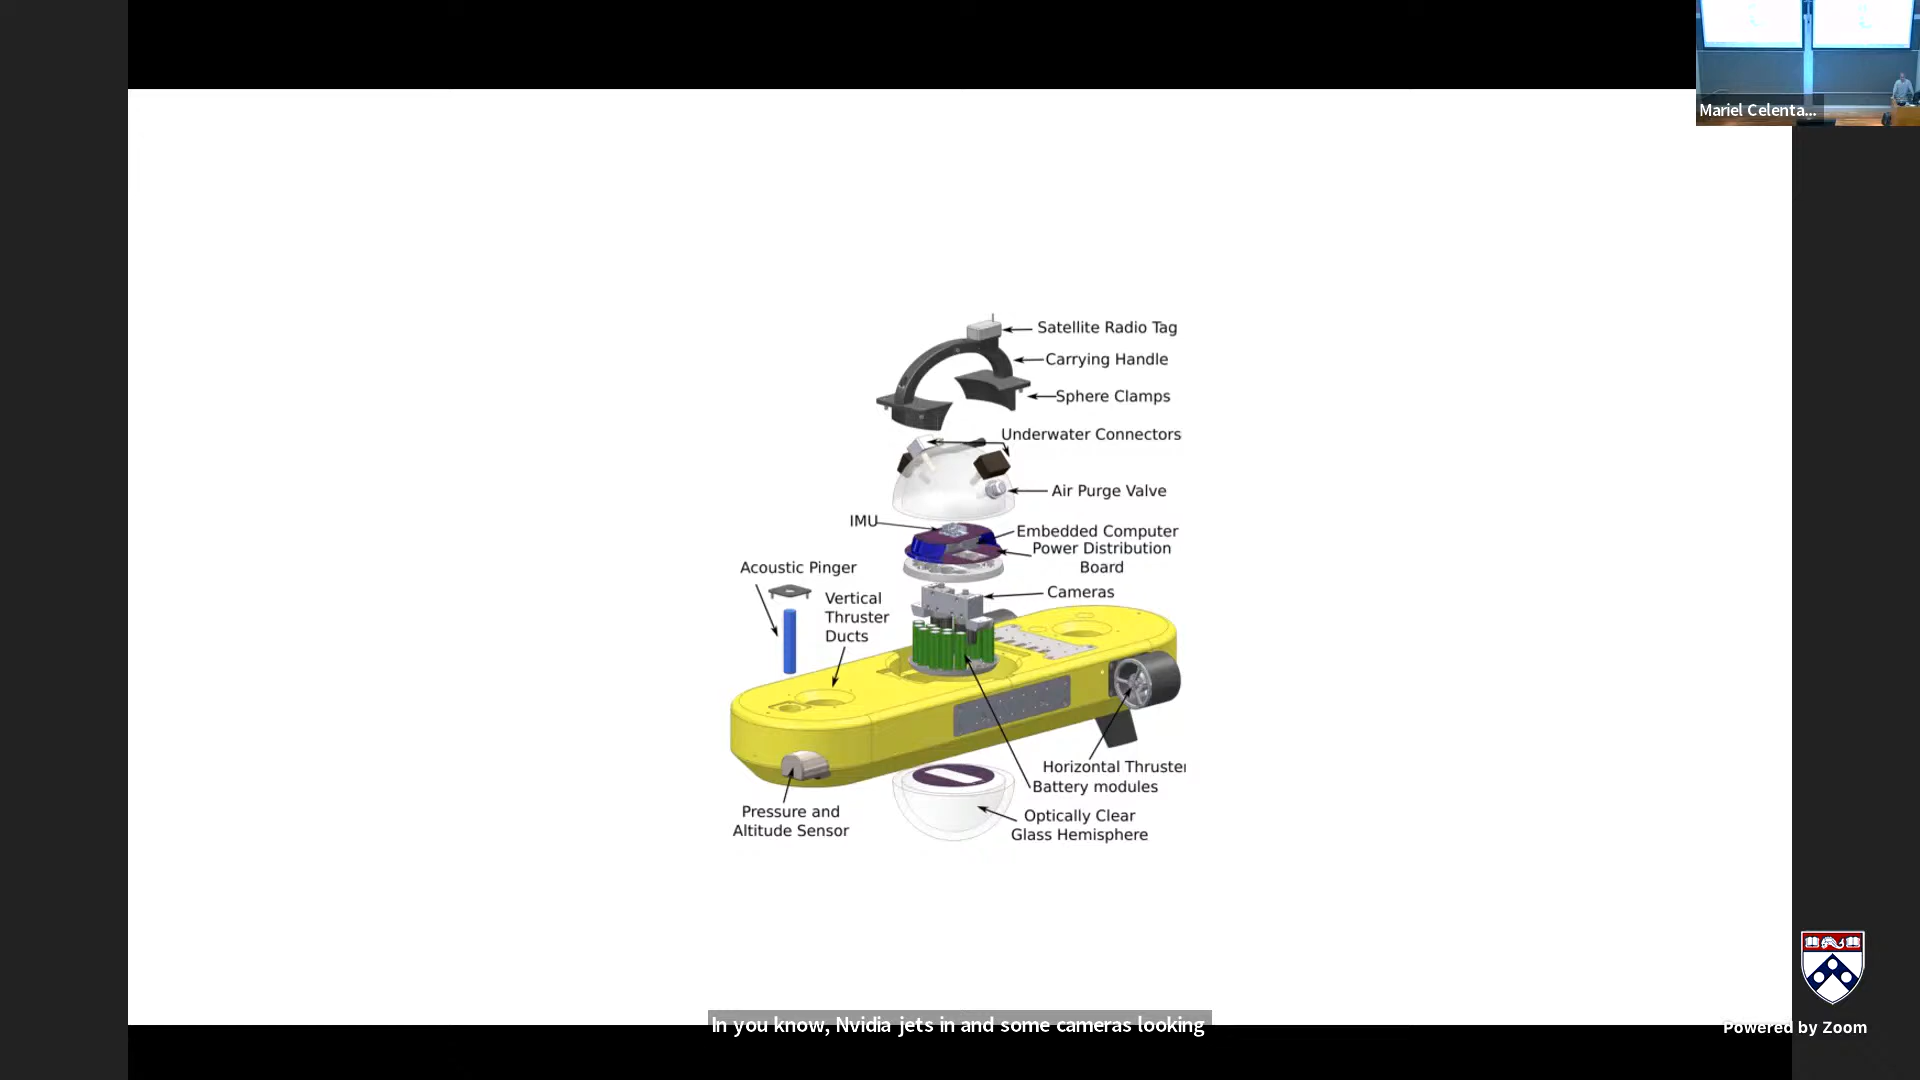 Mariel Celenta...
Satellite Radio Tag
Carrying Handle
Sphere Clamps
Underwater Connectors
Air Purge Valve
IMU
Embedded Computer
Power Distribution
Board
Acoustic Pinger
Cameras
Vertical
Thruster
Ducts
Horizontal Thruster
Battery modules
Pressure and
Altitude Sensor
Optically Clear
Glass Hemisphere
In you know, Nvidia jets in and some cameras looking
Powered by Zoom